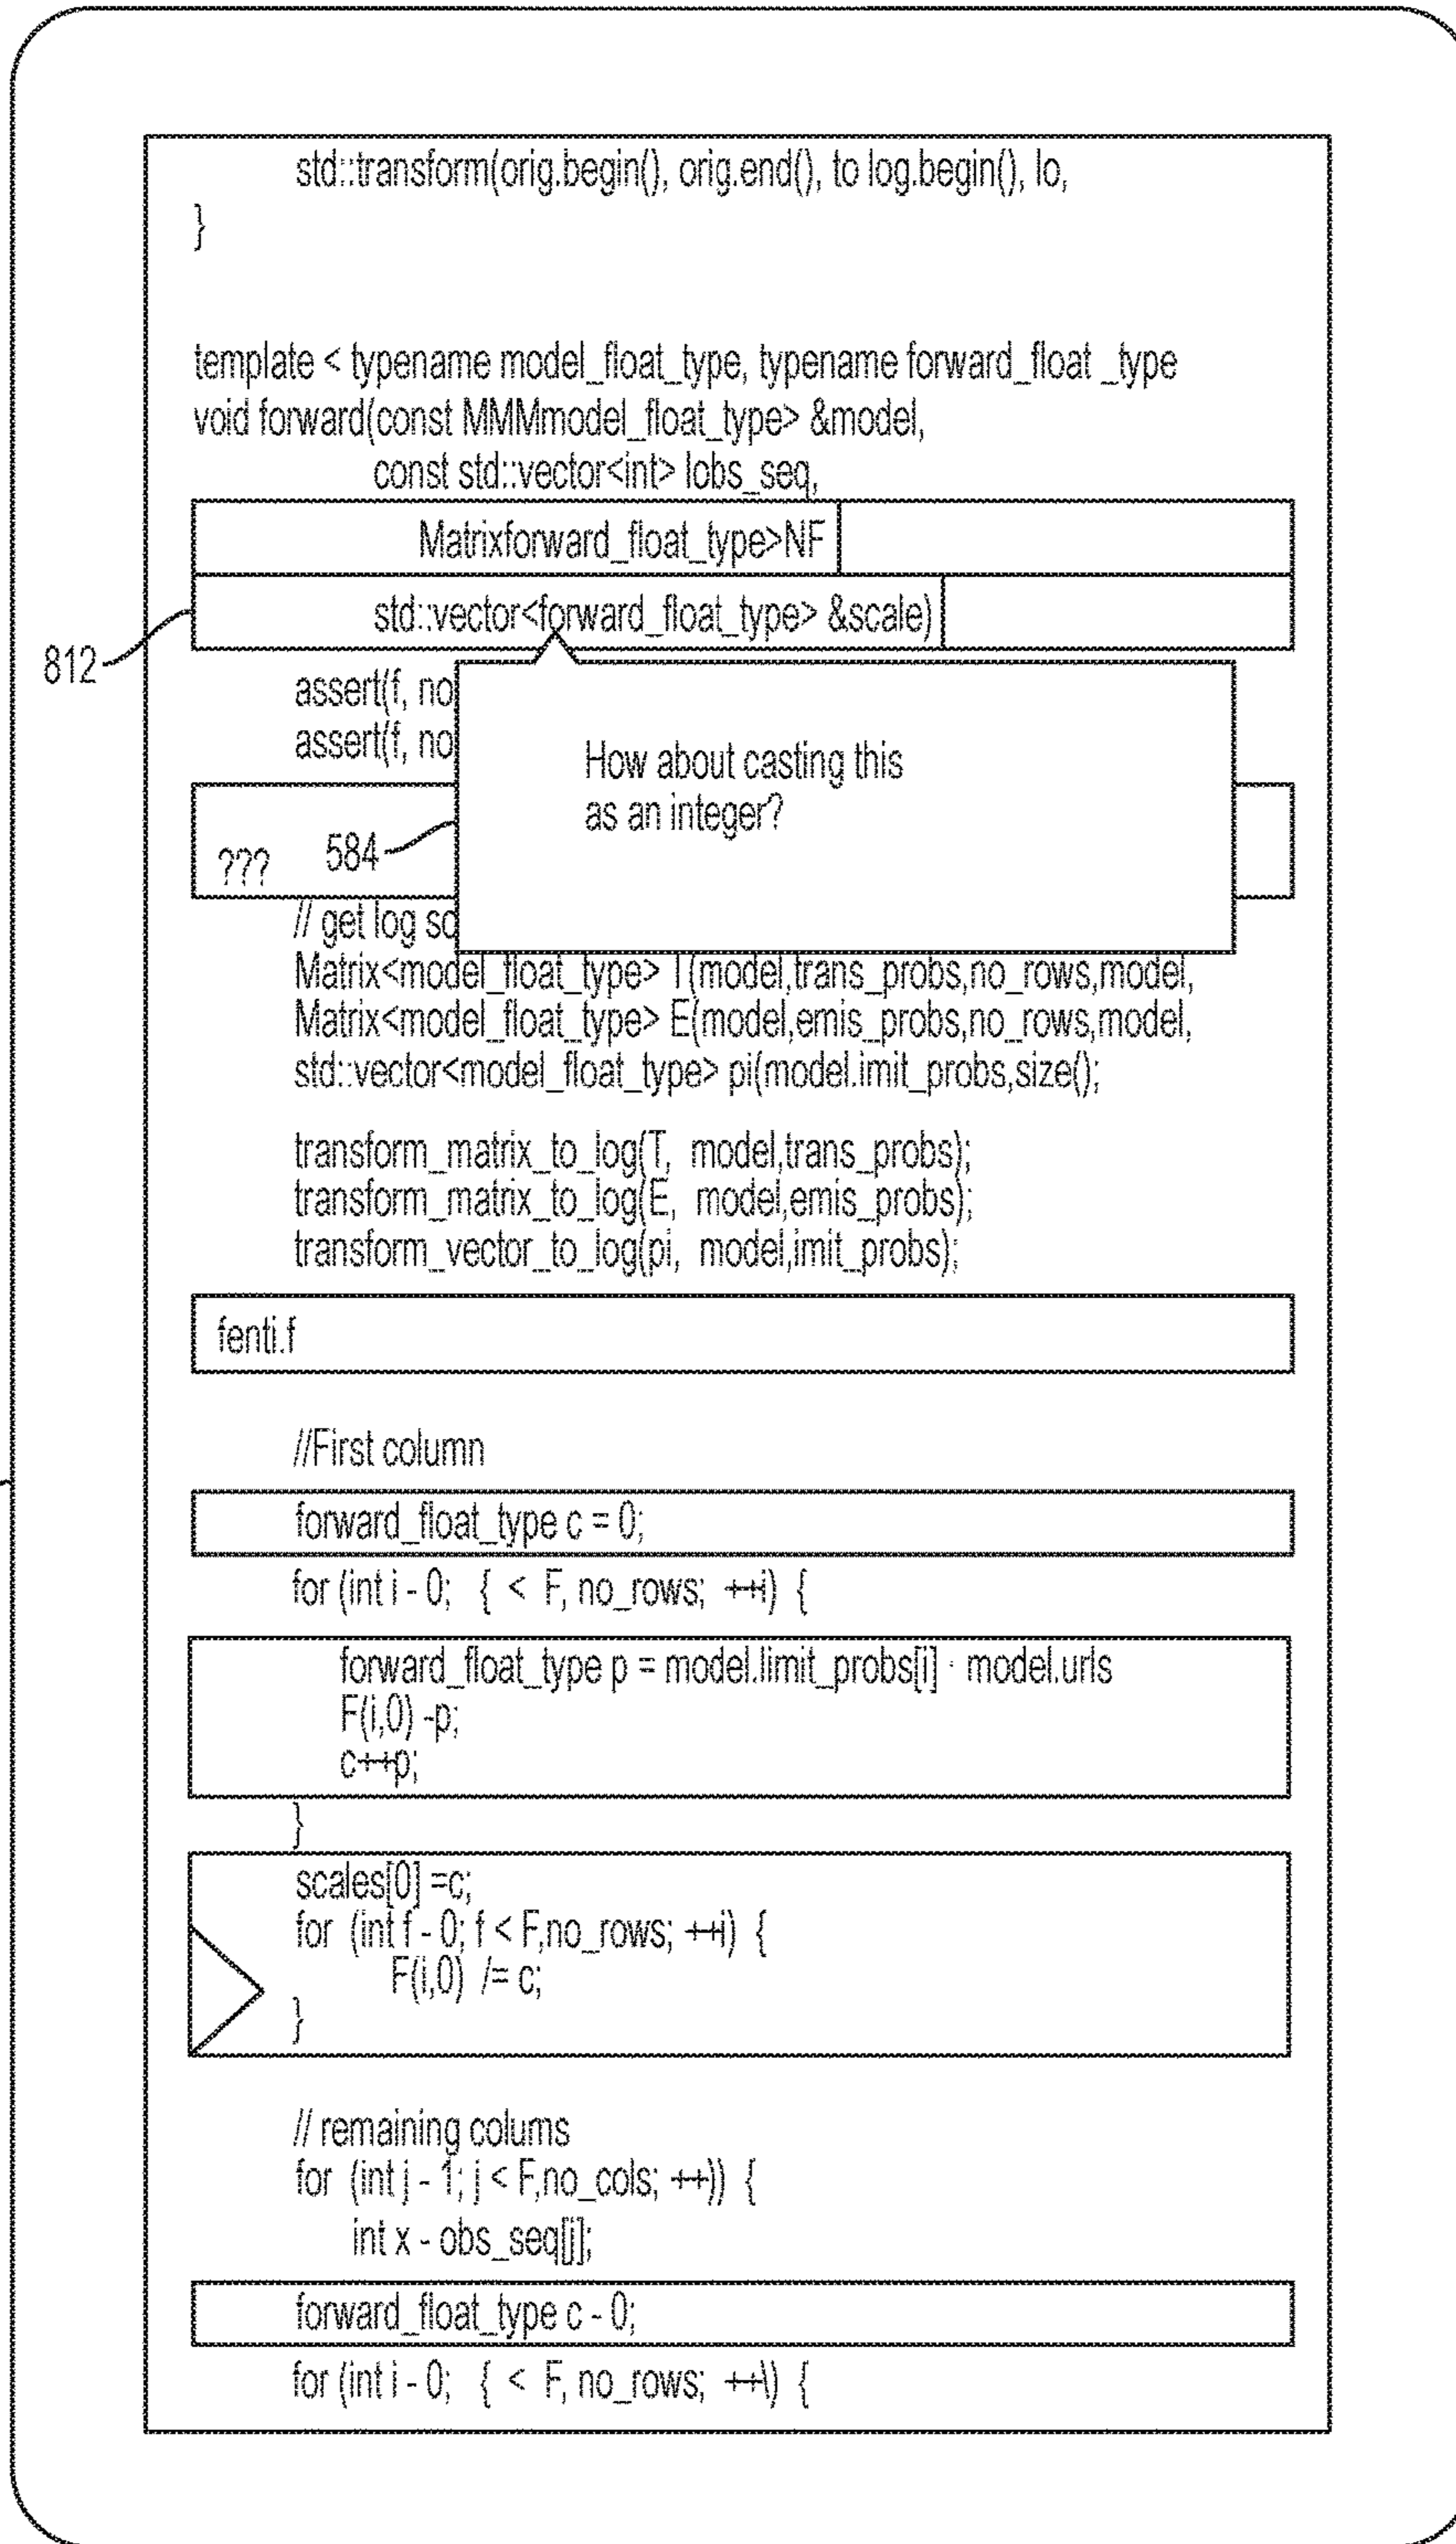 std::transform(orig.begin(), orig.end(), to log.begin(), lo,
}
template < typename model_float_type, typename forward_float _type
void forward(const MMMmodel_float_type> &model,
const std::vector<int> lobs_seq,
Matrixforward_float_type>NF
std::vector<forward_float_type> &scale)
812
assert(f, no
assert(f, no
How about casting this
as an integer?
??? 584
// get log sc
Matrix<model_float_type> T(model,trans_probs,no_rows,model,
Matrix<model_float_type> E(model,emis_probs,no_rows,model,
std::vector<model_float_type> pi(model.imit_probs,size();
transform_matrix_to_log(T, model,trans_probs);
transform_matrix_to_log(E, model,emis_probs);
transform_vector_to_log(pi, model,imit_probs);
fenti.f
//First column
forward_float_type c = 0;
for (int i - 0; { < F, no_rows; ++i) {
forward_float_type p = model.limit_probs[i] · model.urls
F(i,0) -p;
c++p;
}
scales[0] =c;
for (int f - 0; f < F,no_rows; ++i) {
F(i,0) /= c;
}
// remaining colums
for (int j - 1; j < F,no_cols; ++)) {
int x - obs_seq[j];
forward_float_type c - 0;
for (int i - 0; { < F, no_rows; ++\) {